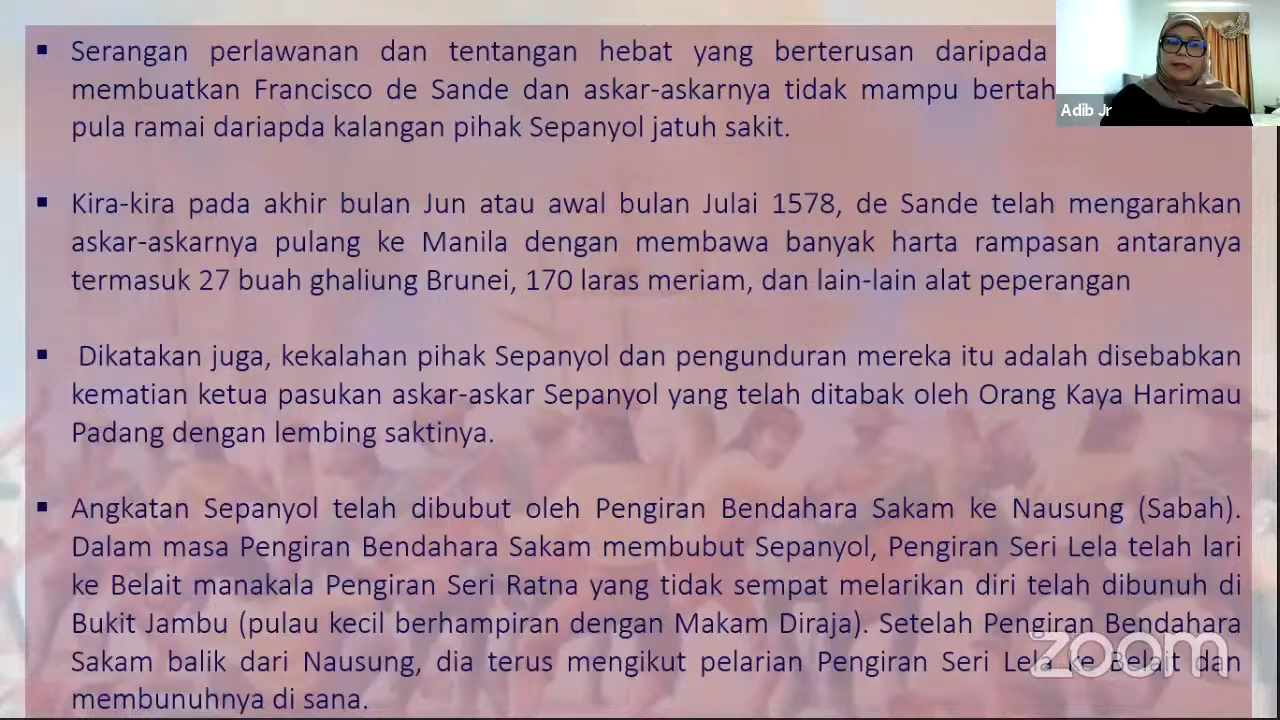 ▪ Serangan perlawanan dan tentangan hebat yang berterusan daripada
membuatkan Francisco de Sande dan askar-askarnya tidak mampu bertah
pula ramai dariapda kalangan pihak Sepanyol jatuh sakit.
▪ Kira-kira pada akhir bulan Jun atau awal bulan Julai 1578, de Sande telah mengarahkan
askar-askarnya pulang ke Manila dengan membawa banyak harta rampasan antaranya
termasuk 27 buah ghaliung Brunei, 170 laras meriam, dan lain-lain alat peperangan
▪ Dikatakan juga, kekalahan pihak Sepanyol dan pengunduran mereka itu adalah disebabkan
kematian ketua pasukan askar-askar Sepanyol yang telah ditabak oleh Orang Kaya Harimau
Padang dengan lembing saktinya.
▪ Angkatan Sepanyol telah dibubut oleh Pengiran Bendahara Sakam ke Nausung (Sabah).
Dalam masa Pengiran Bendahara Sakam membubut Sepanyol, Pengiran Seri Lela telah lari
ke Belait manakala Pengiran Seri Ratna yang tidak sempat melarikan diri telah dibunuh di
Bukit Jambu (pulau kecil berhampiran dengan Makam Diraja). Setelah Pengiran Bendahara
Sakam balik dari Nausung, dia terus mengikut pelarian Pengiran Seri Lela ke Belait dan
membunuhnya di sana.
Adib Jr
zoom